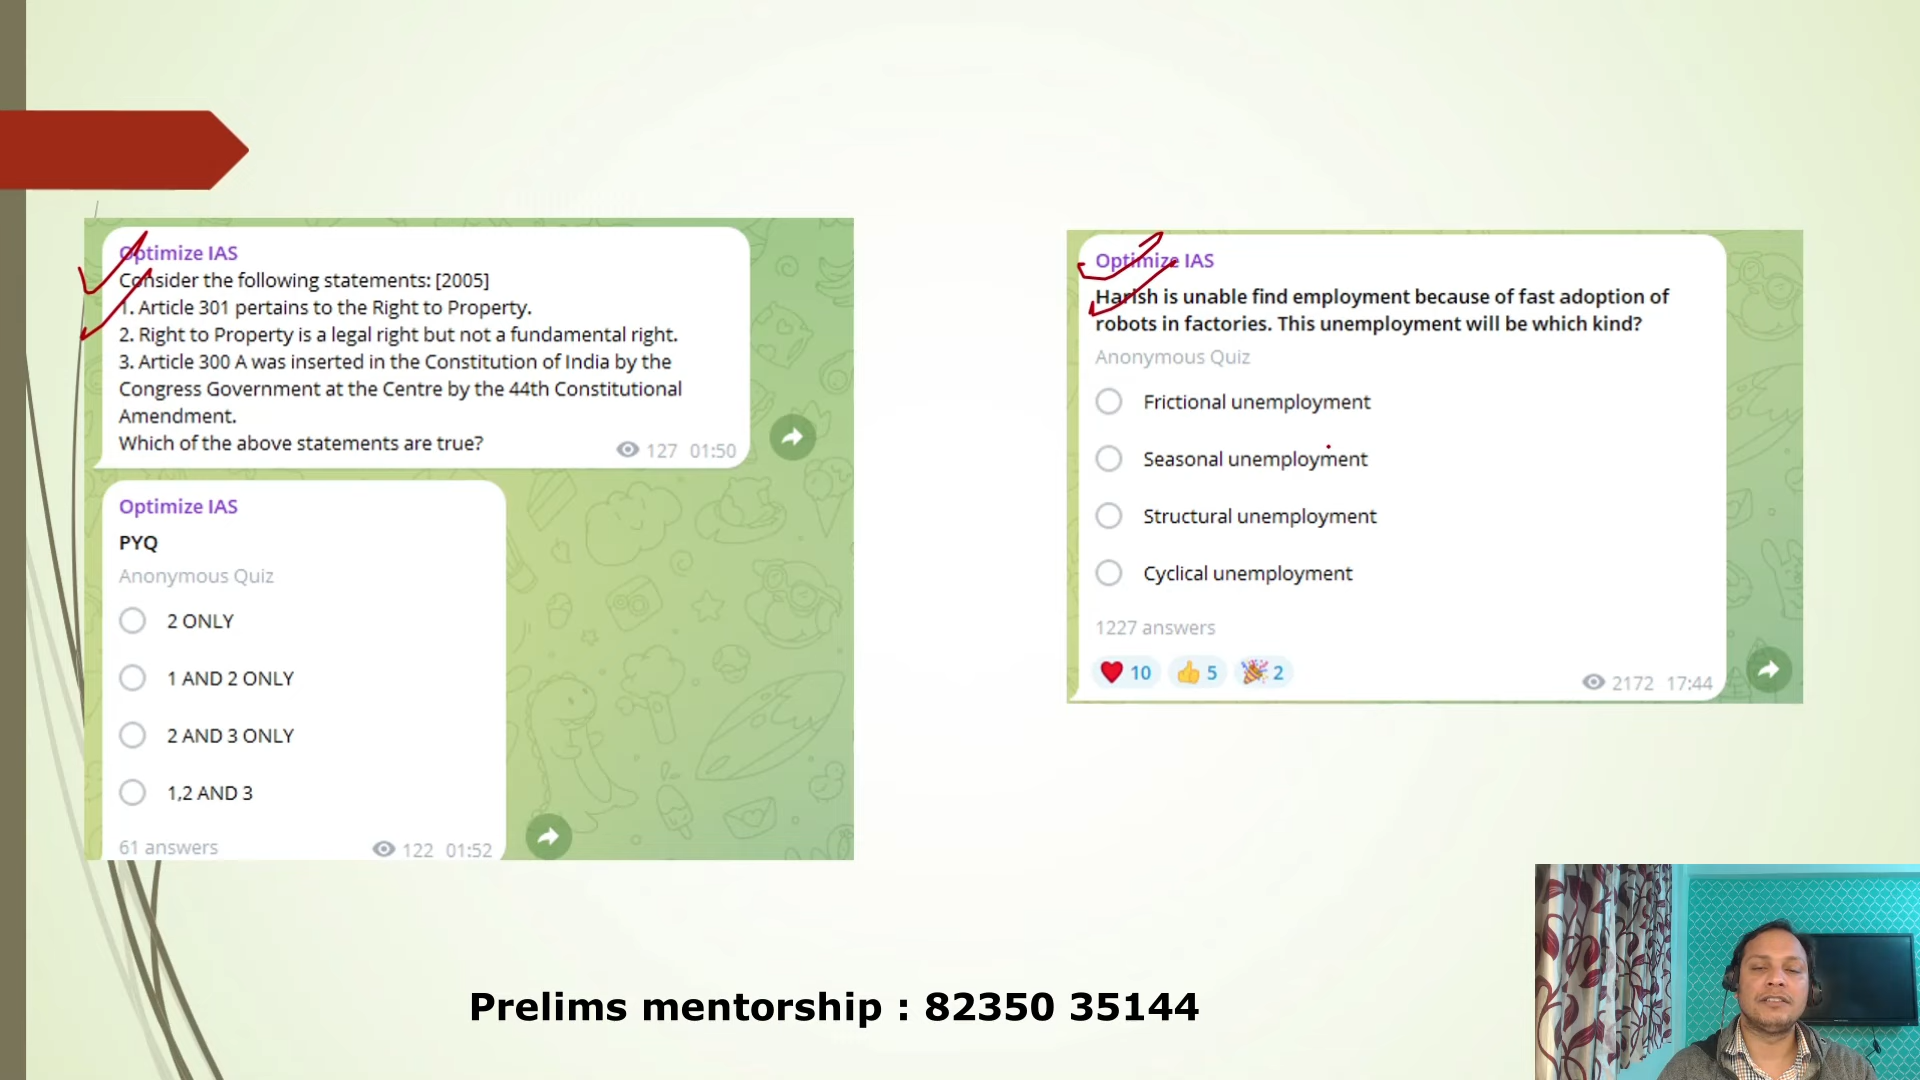 Optimize IAS
Consider the following statements: [2005]
1. Article 301 pertains to the Right to Property.
2. Right to Property is a legal right but not a fundamental right.
3. Article 300 A was inserted in the Constitution of India by the
Congress Government at the Centre by the 44th Constitutional
Amendment.
Which of the above statements are true?
127 01:50
Optimize IAS
PYQ
Anonymous Quiz
2 ONLY
1 AND 2 ONLY
2 AND 3 ONLY
1,2 AND 3
61 answers
122 01:52
Optimize IAS
Harish is unable find employment because of fast adoption of
robots in factories. This unemployment will be which kind?
Anonymous Quiz
Frictional unemployment
Seasonal unemployment
Structural unemployment
Cyclical unemployment
1227 answers
10 5 2
2172 17:44
Prelims mentorship : 82350 35144